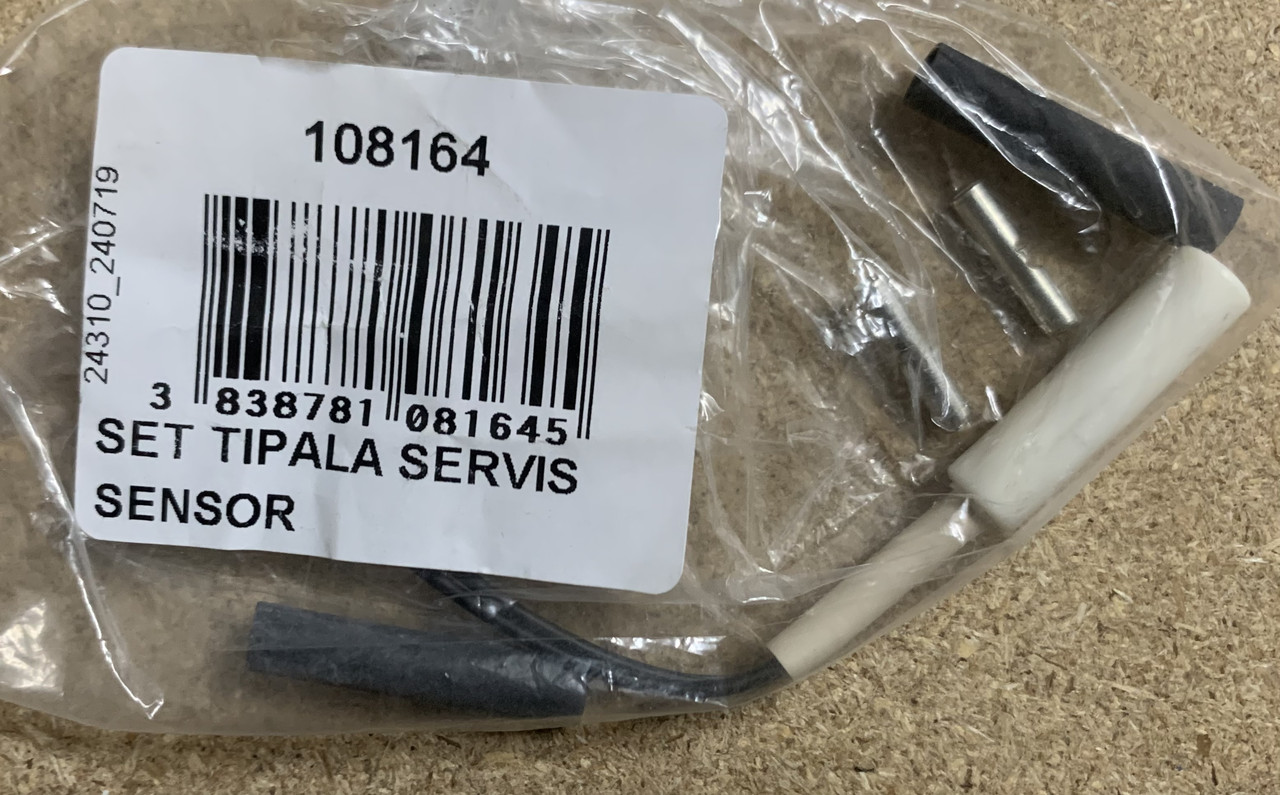 108164
24310_240719
3 838781 081645
SET TIPALA SERVIS
SENSOR